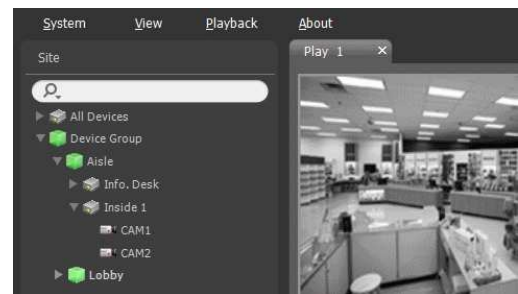 System View Playback About
Site
Play 1 ×
All Devices
Device Group
Aisle
Info. Desk
Inside 1
CAM1
CAM2
Lobby